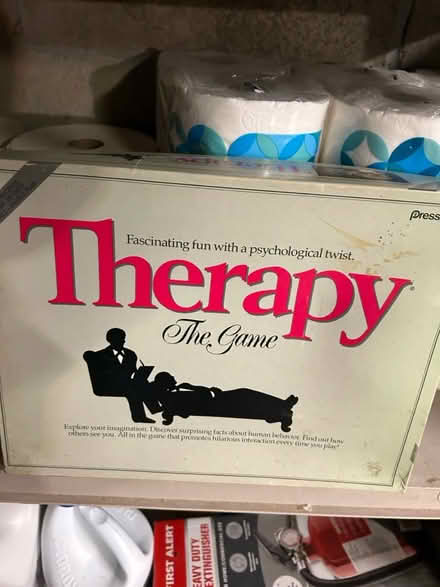 Press
Fascinating fun with a psychological twist.
Therapy®
The Game
Explore your imagination. Discover surprising facts about human behavior. Find out how
others see you. All in the game that promotes hilarious interaction every time you play!
FIRST ALERT
HEAVY DUTY
EXTINGUISHER